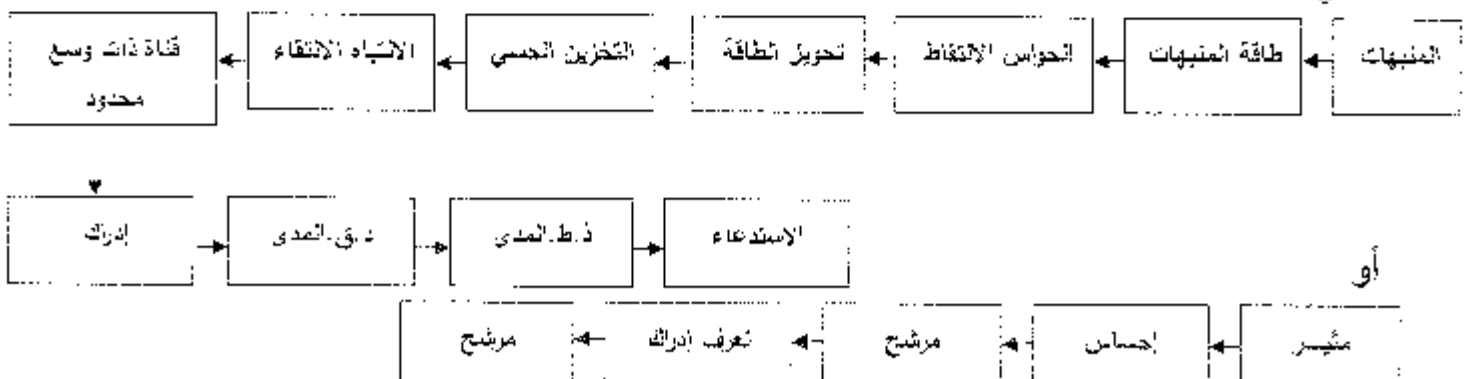 المنبهات
طاقة المنبهات
الحواس الالتقاط
تحويل الطاقة
التخزين الحسي
الانتباه الانتقاء
قناة ذات وسع
محدود
إدراك
ذ.ق.المدى
ذ.ط.المدى
الاستدعاء
أو
مثير
إحساس
مرشح
تعرف إدراك
مرشح